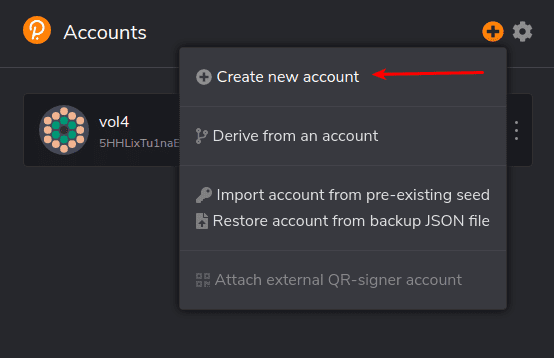 Accounts
Create new account
vol4
5HHLixTu1naE
Derive from an account
Import account from pre-existing seed
Restore account from backup JSON file
Attach external QR-signer account